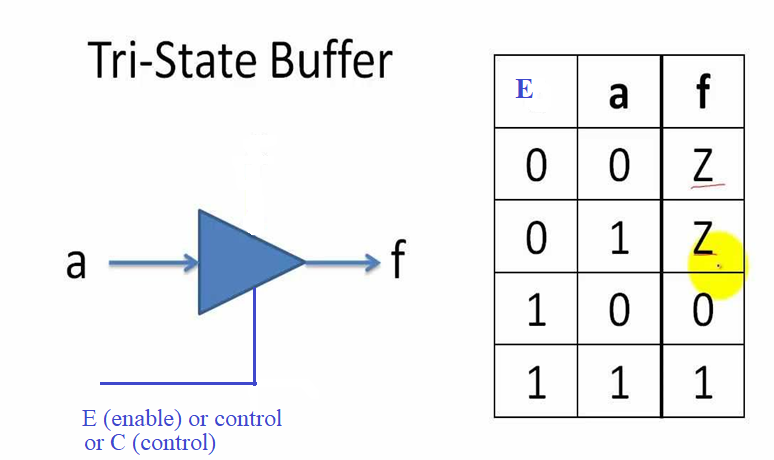 Tri-State Buffer
a
f
E (enable) or control
or C (control)
E a f
0 0 Z
0 1 Z
1 0 0
1 1 1